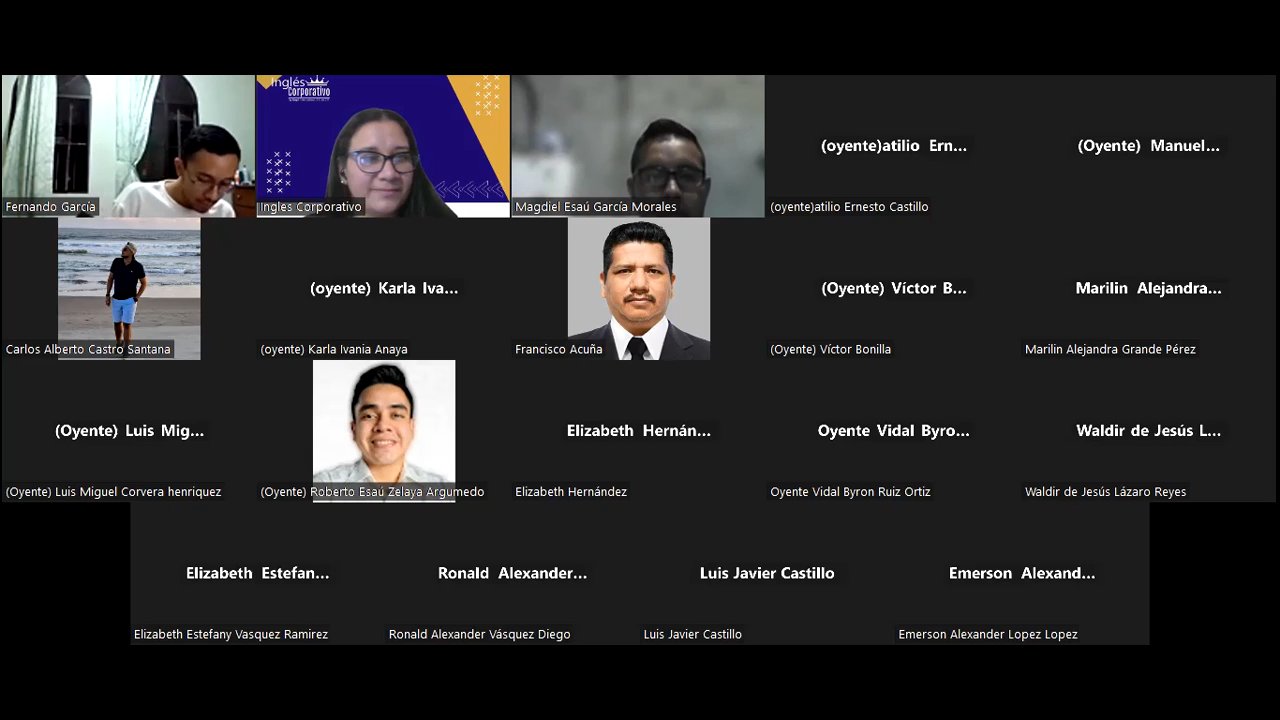 Inglés
Corporativo
Fernando García
Ingles Corporativo
Magdiel Esaú García Morales
(oyente)atilio Ern...
(oyente)atilio Ernesto Castillo
(Oyente) Manuel...
Carlos Alberto Castro Santana
(oyente) Karla Iva...
(oyente) Karla Ivania Anaya
Francisco Acuña
(Oyente) Víctor B...
(Oyente) Víctor Bonilla
Marilin Alejandra...
Marilin Alejandra Grande Pérez
(Oyente) Luis Mig...
(Oyente) Luis Miguel Corvera henriquez
(Oyente) Roberto Esaú Zelaya Argumedo
Elizabeth Hernán...
Elizabeth Hernández
Oyente Vidal Byro...
Oyente Vidal Byron Ruiz Ortiz
Waldir de Jesús L...
Waldir de Jesús Lázaro Reyes
Elizabeth Estefan...
Elizabeth Estefany Vasquez Ramirez
Ronald Alexander...
Ronald Alexander Vásquez Diego
Luis Javier Castillo
Luis Javier Castillo
Emerson Alexand...
Emerson Alexander Lopez Lopez